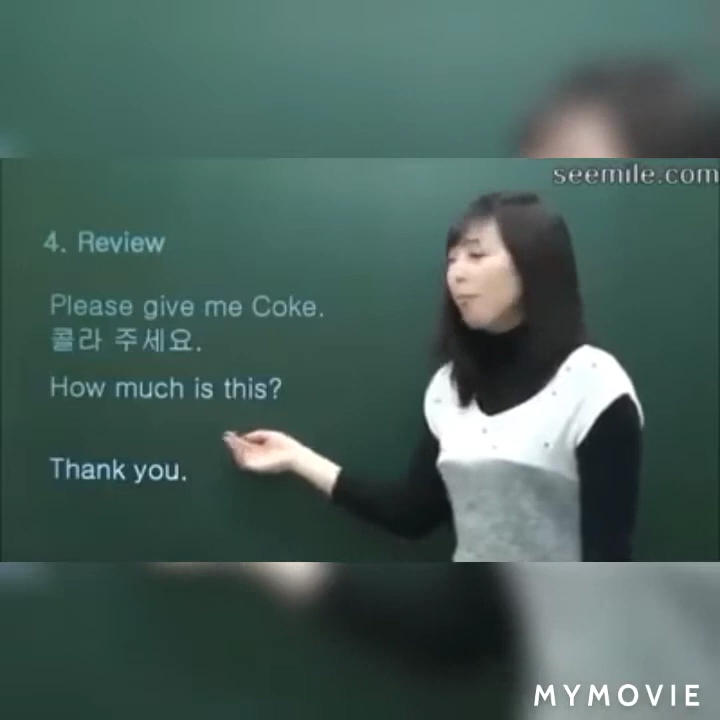 seemile.com
4. Review
Please give me Coke.
콜라 주세요.
How much is this?
Thank you.
MYMOVIE